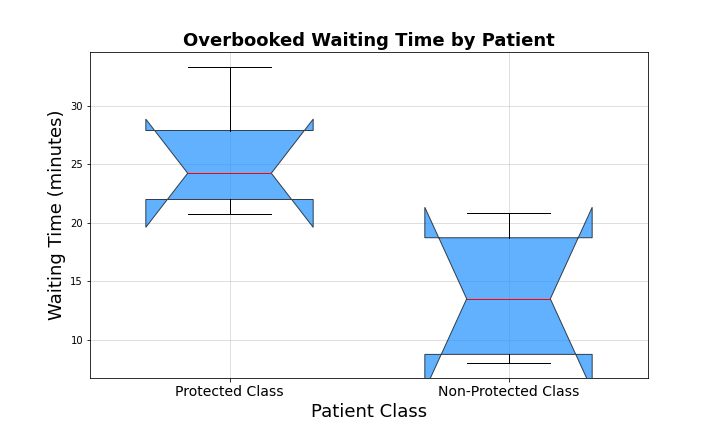 Overbooked Waiting Time by Patient
Waiting Time (minutes)
30
25
20
15
10
Protected Class
Non-Protected Class
Patient Class